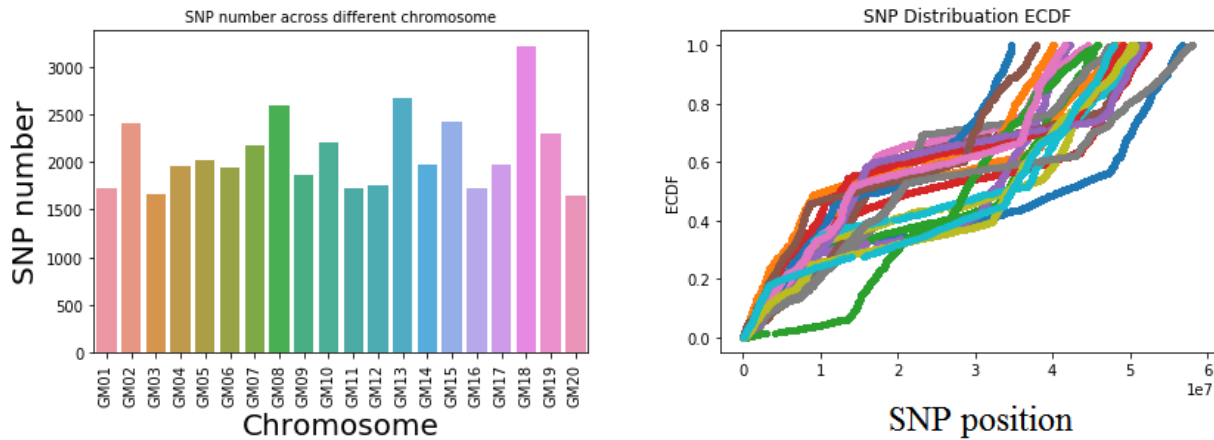 SNP number across different chromosome
SNP number
3000
2500
2000
1500
1000
500
0
GM01
GM02
GM03
GM04
GM05
GM06
GM07
GM08
GM09
GM10
GM11
GM12
GM13
GM14
GM15
GM16
GM17
GM18
GM19
GM20
Chromosome
SNP Distribuation ECDF
ECDF
1.0
0.8
0.6
0.4
0.2
0.0
0 1 2 3 4 5 6
1e7
SNP position